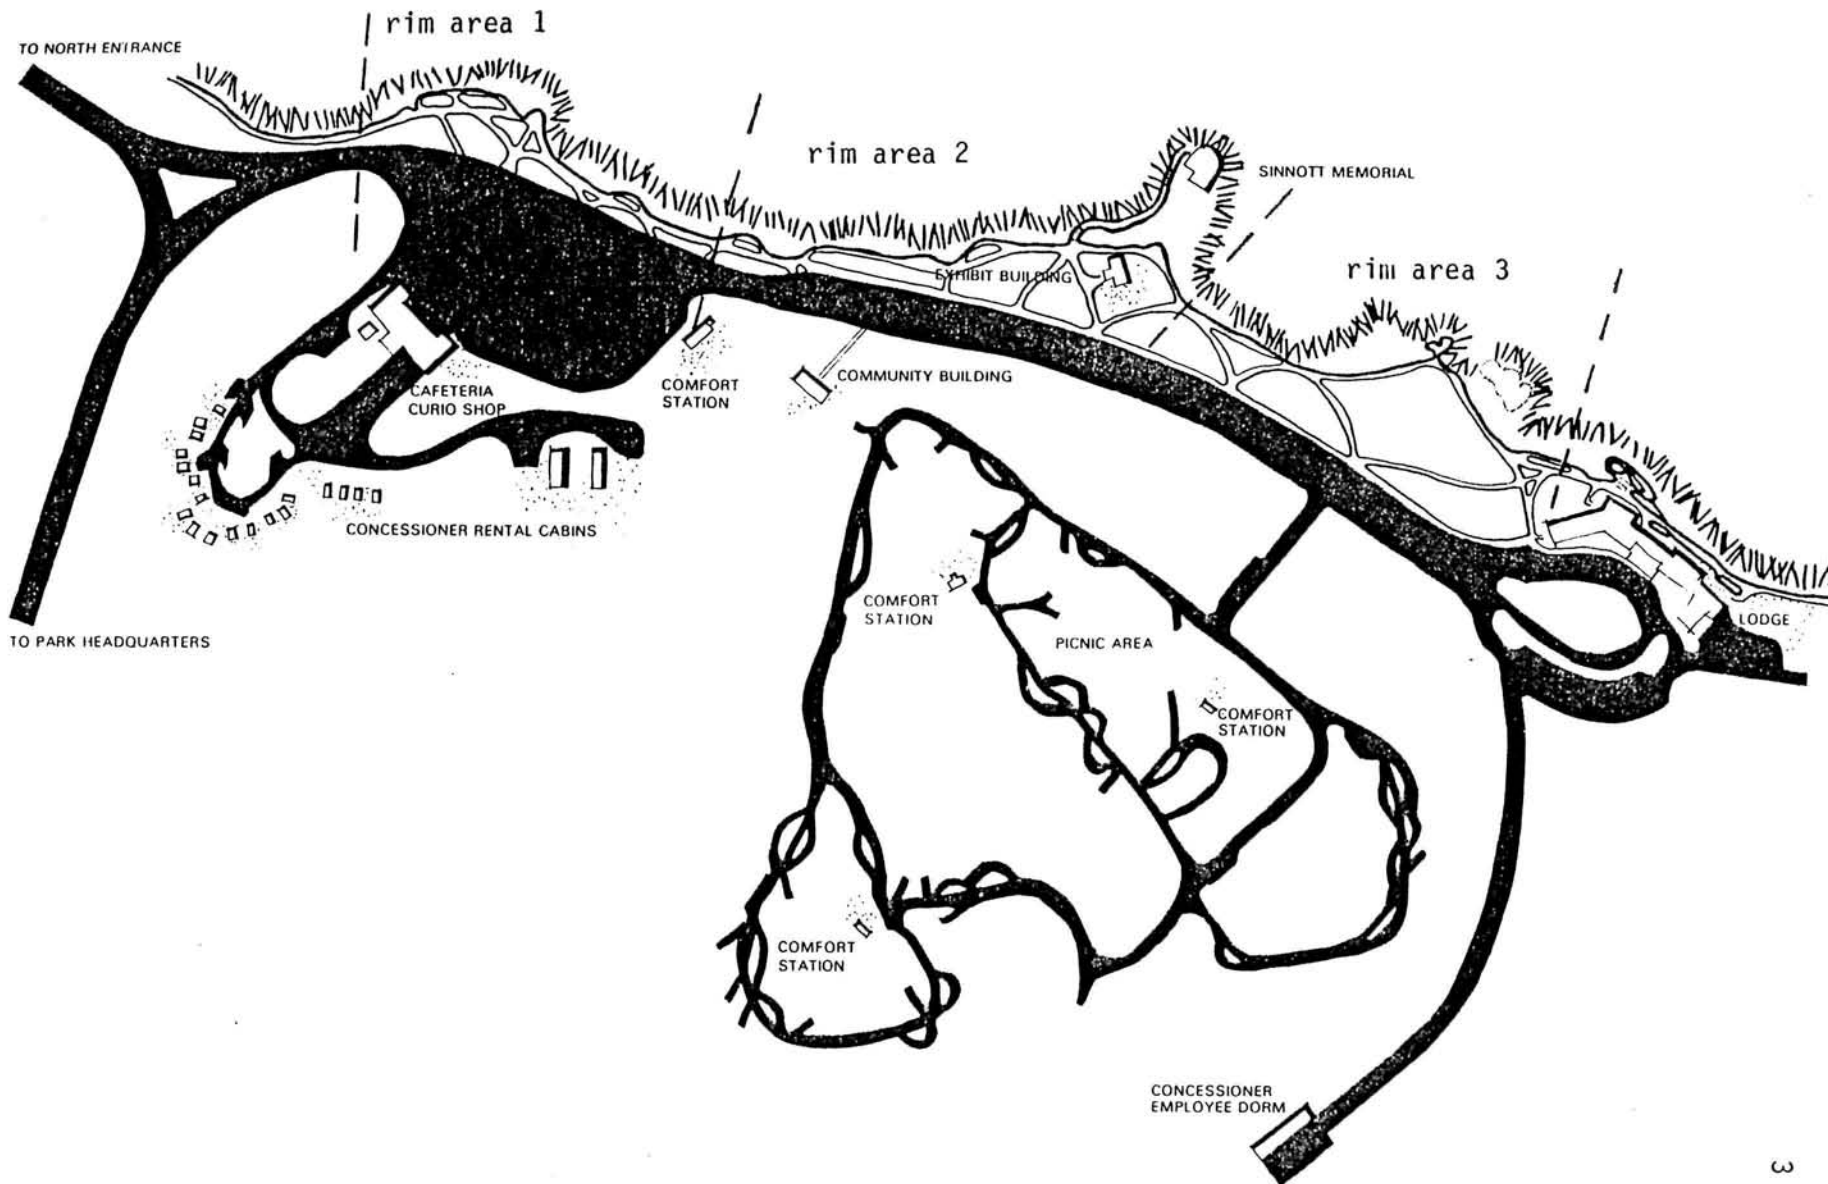 rim area 1
TO NORTH ENTRANCE
rim area 2
SINNOTT MEMORIAL
EXHIBIT BUILDING
rim area 3
CAFETERIA
CURIO SHOP
COMFORT
STATION
COMMUNITY BUILDING
CONCESSIONER RENTAL CABINS
TO PARK HEADQUARTERS
COMFORT
STATION
PICNIC AREA
LODGE
COMFORT
STATION
COMFORT
STATION
CONCESSIONER
EMPLOYEE DORM
3